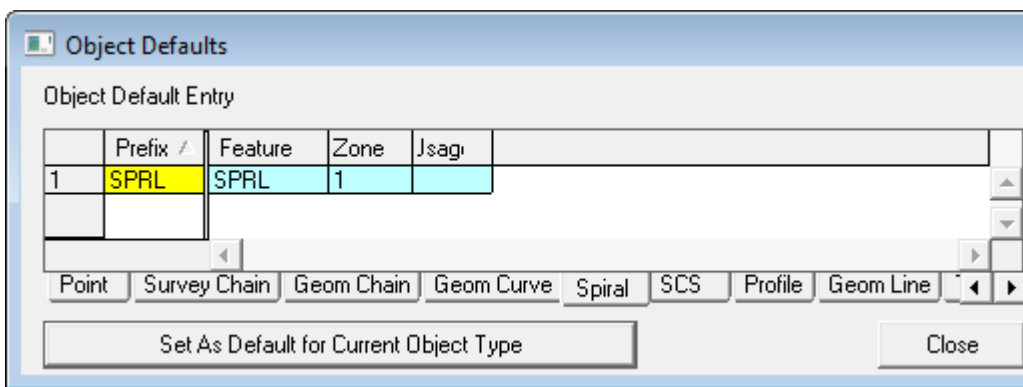 Object Defaults
Object Default Entry
Prefix Feature Zone Jsag
1 SPRL SPRL 1
Point Survey Chain Geom Chain Geom Curve Spiral SCS Profile Geom Line
Set As Default for Current Object Type Close